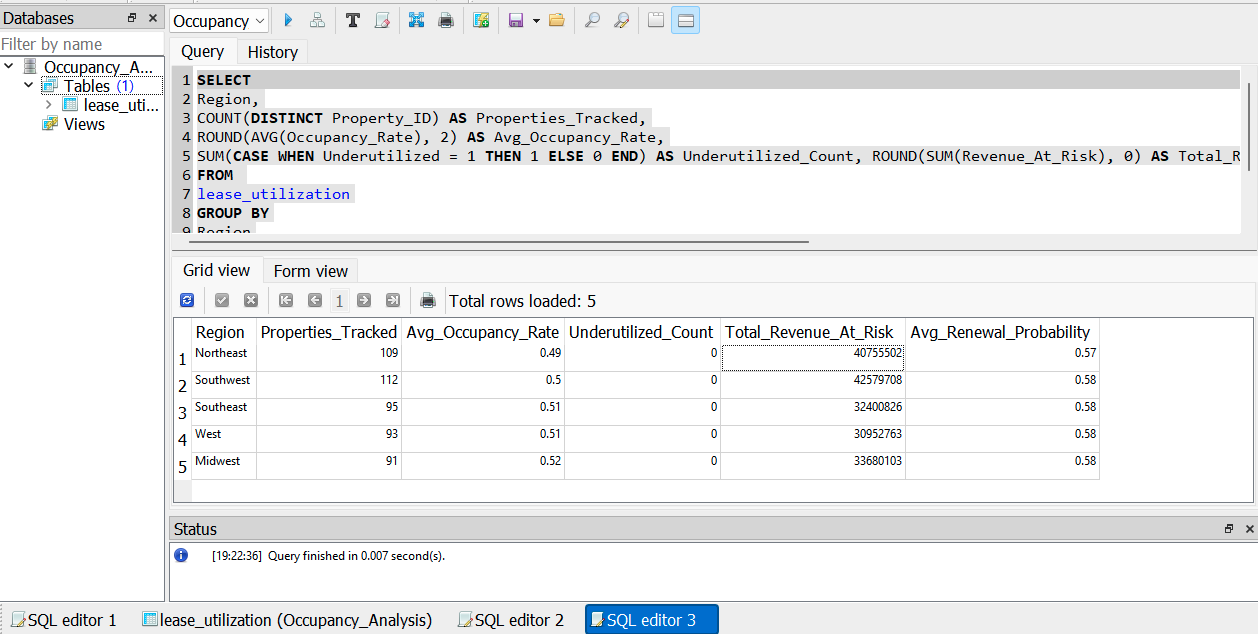 Databases
Filter by name
Occupancy_A...
Tables (1)
lease_uti...
Views
Occupancy
Query
History
1 SELECT
2 Region,
3 COUNT(DISTINCT Property_ID) AS Properties_Tracked,
4 ROUND(AVG(Occupancy_Rate), 2) AS Avg_Occupancy_Rate,
5 SUM(CASE WHEN Underutilized = 1 THEN 1 ELSE 0 END) AS Underutilized_Count, ROUND(SUM(Revenue_At_Risk), 0) AS Total_R
6 FROM
7 lease_utilization
8 GROUP BY
9 Region
Grid view
Form view
1
Total rows loaded: 5
Region Properties_Tracked Avg_Occupancy_Rate Underutilized_Count Total_Revenue_At_Risk Avg_Renewal_Probability
1 Northeast 109 0.49 0 40755502 0.57
2 Southwest 112 0.5 0 42579708 0.58
3 Southeast 95 0.51 0 32400826 0.58
4 West 93 0.51 0 30952763 0.58
5 Midwest 91 0.52 0 33680103 0.58
Status
[19:22:36] Query finished in 0.007 second(s).
SQL editor 1
lease_utilization (Occupancy_Analysis)
SQL editor 2
SQL editor 3